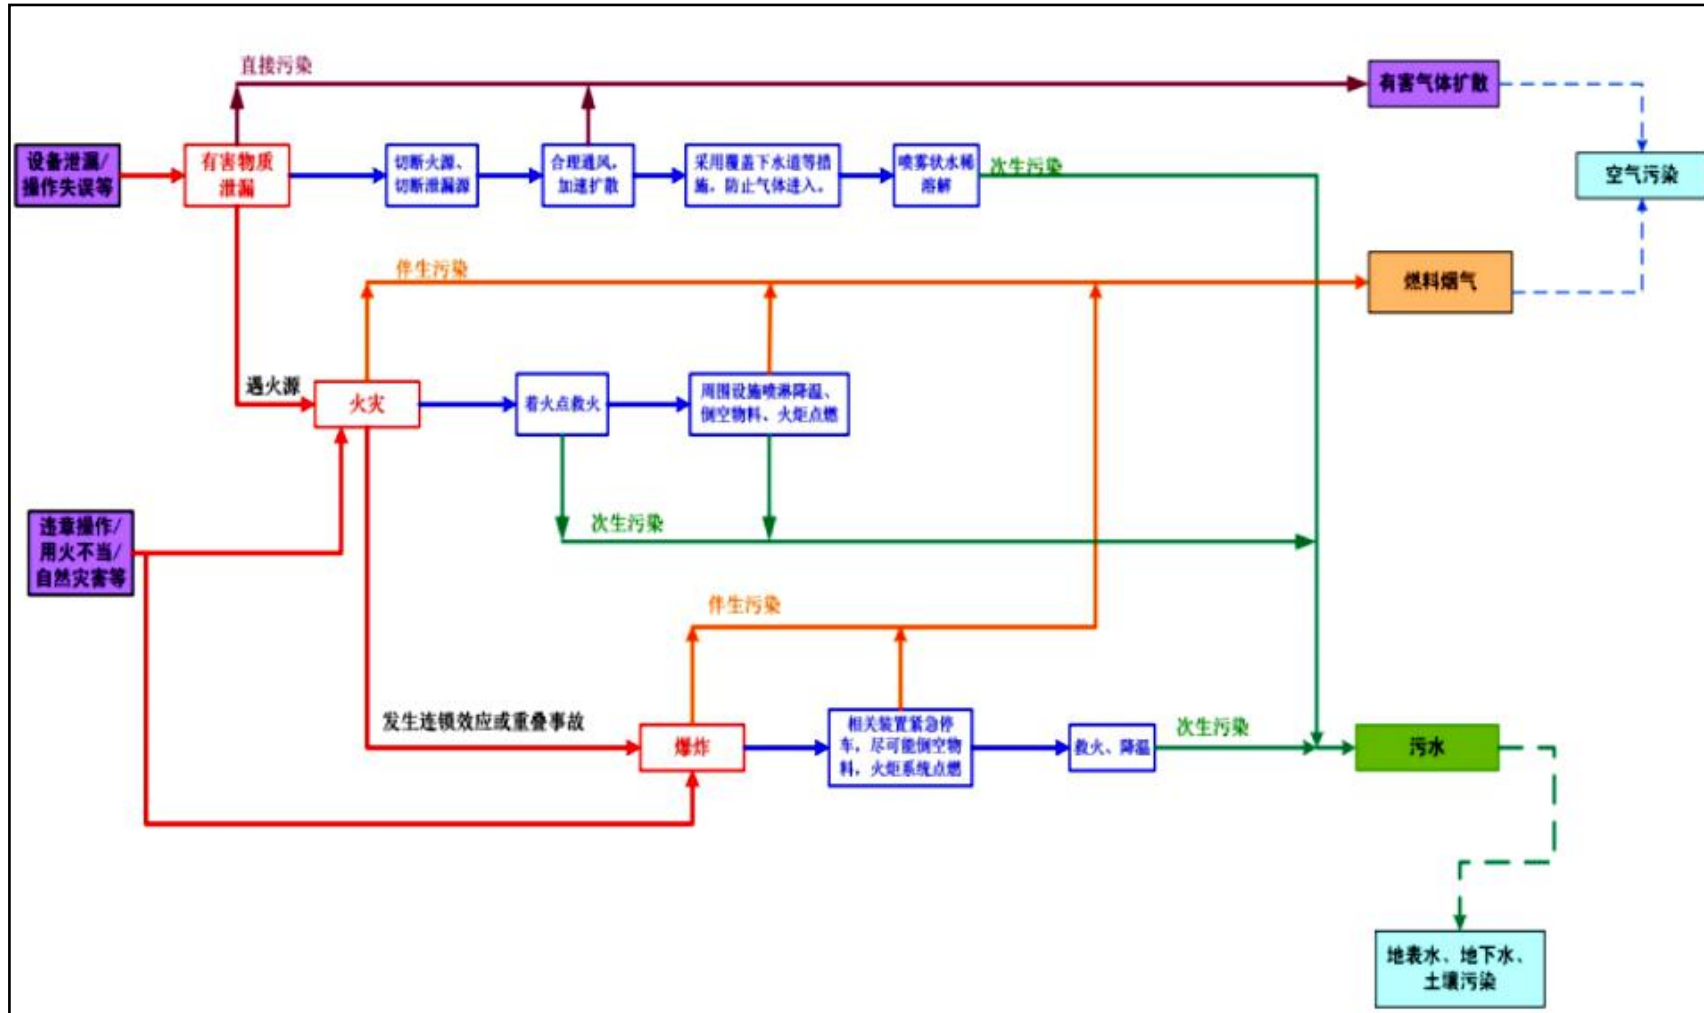 直接污染
有害气体扩散
设备泄漏/
操作失误等
有害物质
泄漏
切断火源、
切断泄漏源
合理通风，
加速扩散
采用覆盖下水道等措
施，防止气体进入。
喷雾状水稀
溶解
次生污染
空气污染
伴生污染
燃料烟气
遇火源
火灾
着火点救火
周围设施喷淋降温、
倒空物料、火炬点燃
违章操作/
用火不当/
自然灾害等
次生污染
伴生污染
发生连锁效应或重叠事故
爆炸
相关装置紧急停
车，尽可能倒空物
料，火炬系统点燃
救火、降温
次生污染
污水
地表水、地下水、
土壤污染